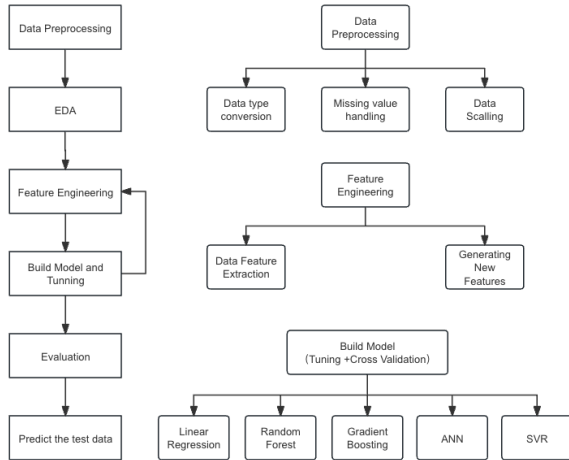 Data Preprocessing
EDA
Feature Engineering
Build Model and
Tunning
Evaluation
Predict the test data
Data
Preprocessing
Data type
conversion
Missing value
handling
Data
Scalling
Feature
Engineering
Data Feature
Extraction
Generating
New
Features
Build Model
（Tuning +Cross Validation）
Linear
Regression
Random
Forest
Gradient
Boosting
ANN
SVR